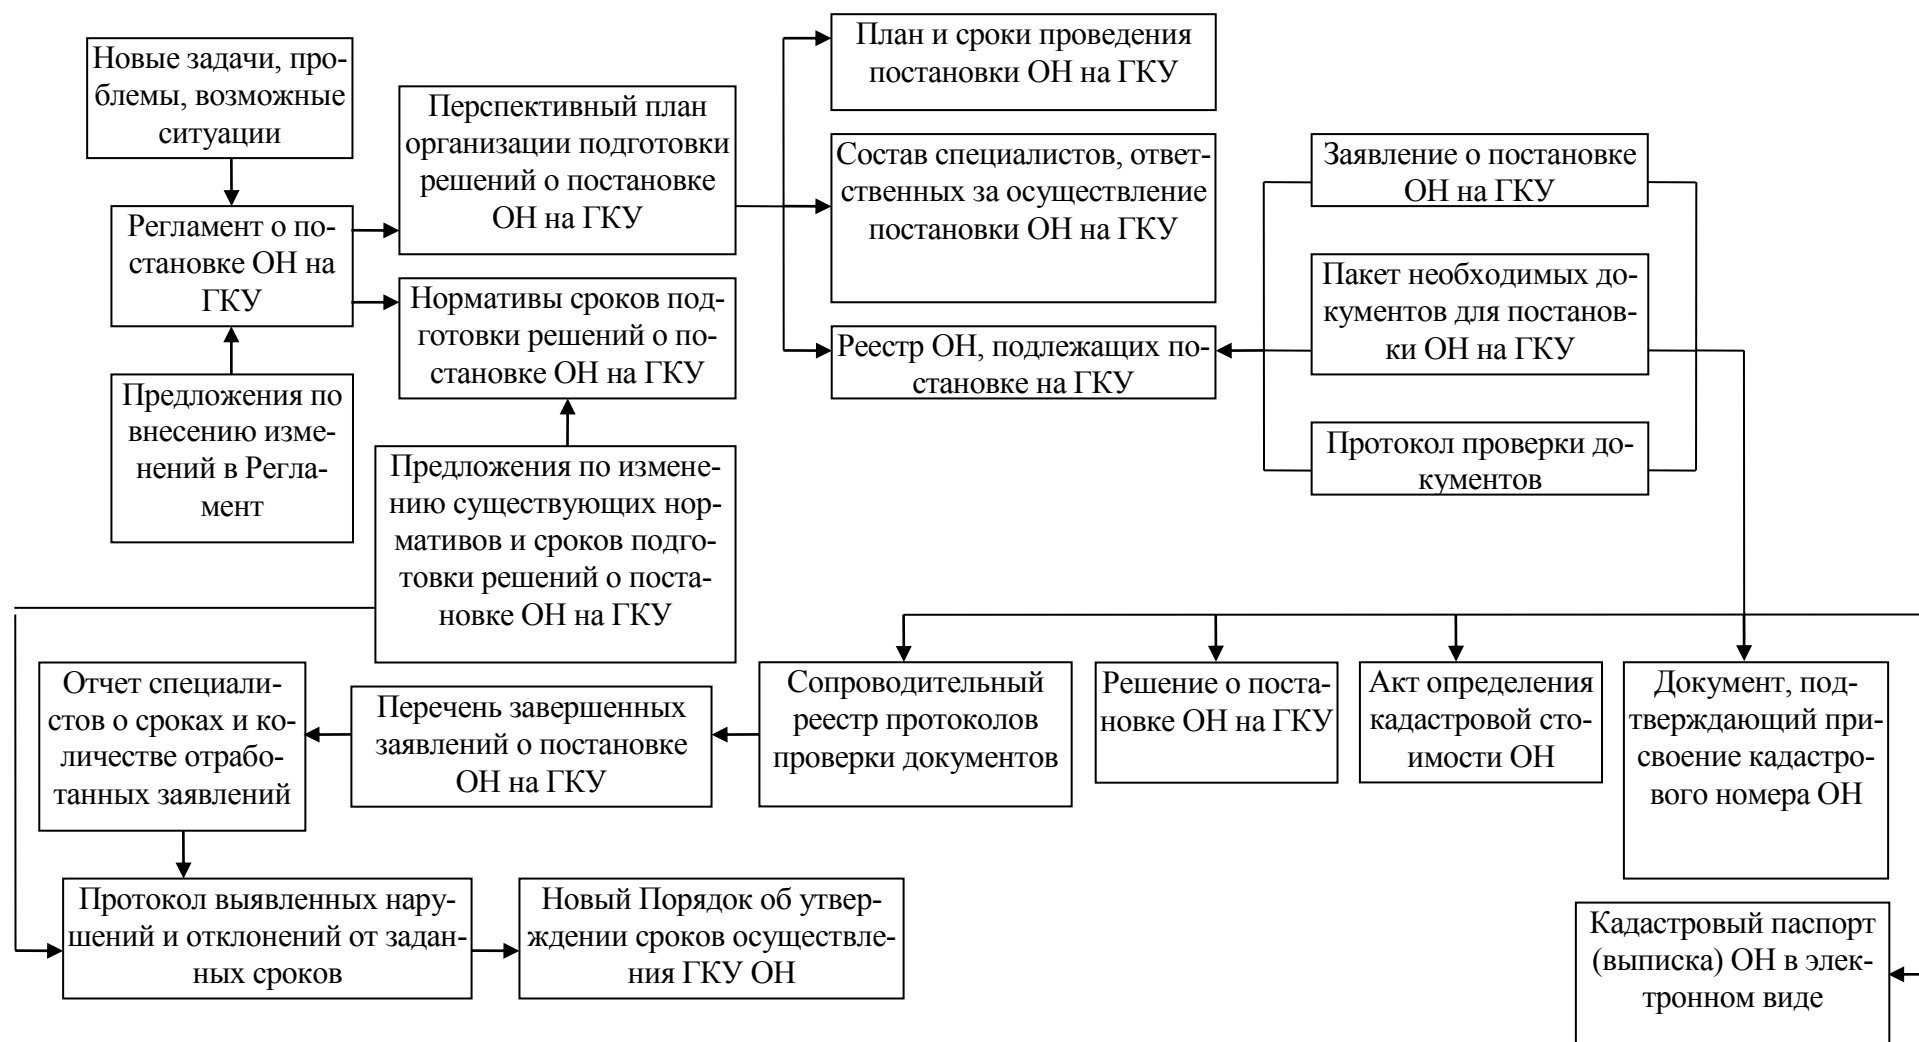 Новые задачи, про-
блемы, возможные
ситуации
Регламент о по-
становке ОН на
ГКУ
Предложения по
внесению изме-
нений в Регла-
мент
Перспективный план
организации подготовки
решений о постановке
ОН на ГКУ
Нормативы сроков под-
готовки решений о по-
становке ОН на ГКУ
Предложения по измене-
нию существующих нор-
мативов и сроков подго-
товки решений о поста-
новке ОН на ГКУ
План и сроки проведения
постановки ОН на ГКУ
Состав специалистов, ответ-
ственных за осуществление
постановки ОН на ГКУ
Реестр ОН, подлежащих по-
становке на ГКУ
Заявление о постановке
ОН на ГКУ
Пакет необходимых до-
кументов для постанов-
ки ОН на ГКУ
Протокол проверки до-
кументов
Отчет специали-
стов о сроках и ко-
личестве отрабо-
танных заявлений
Перечень завершенных
заявлений о постановке
ОН на ГКУ
Сопроводительный
реестр протоколов
проверки документов
Решение о поста-
новке ОН на ГКУ
Акт определения
кадастровой сто-
имости ОН
Документ, под-
тверждающий при-
своение кадастро-
вого номера ОН
Протокол выявленных нару-
шений и отклонений от задан-
ных сроков
Новый Порядок об утвер-
ждении сроков осуществле-
ния ГКУ ОН
Кадастровый паспорт
(выписка) ОН в элек-
тронном виде